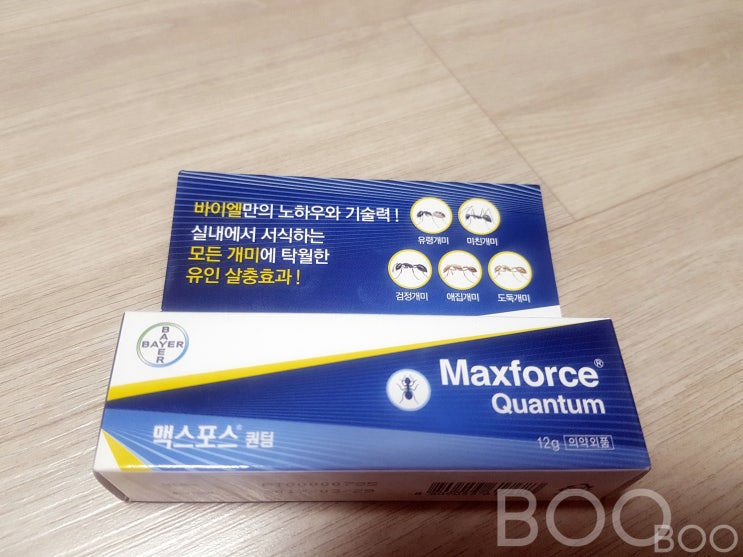 바이엘만의 노하우와 기술력!
실내에서 서식하는
모든 개미에 탁월한
유인 살충효과!
유령개미 미친개미
검정개미 애집개미 도둑개미
BAYER
BAYER
Maxforce®
Quantum
맥스포스® 퀀텀
12g 의약외품
BOO
BOO